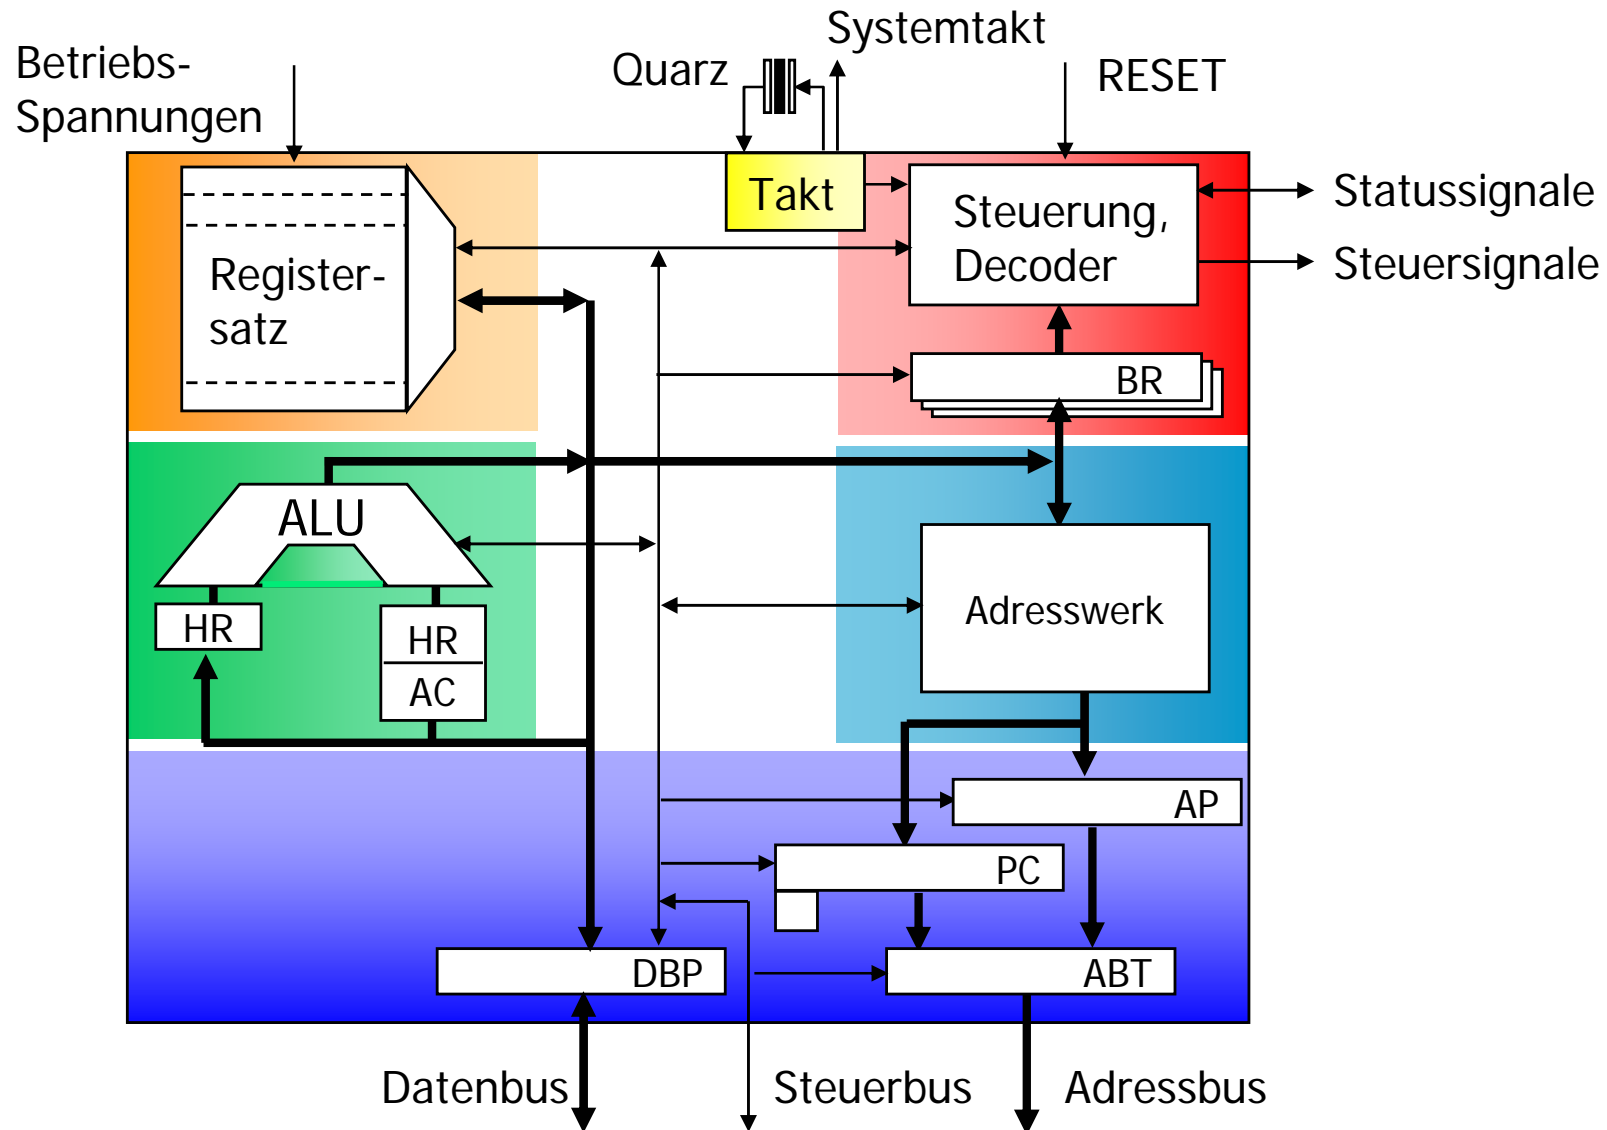 Systemtakt
Betriebs-
Spannungen
Quarz
RESET
Takt
Steuerung,
Decoder
Statussignale
Steuersignale
Register-
satz
BR
ALU
HR
HR
AC
Adresswerk
AP
PC
DBP
ABT
Datenbus
Steuerbus
Adressbus